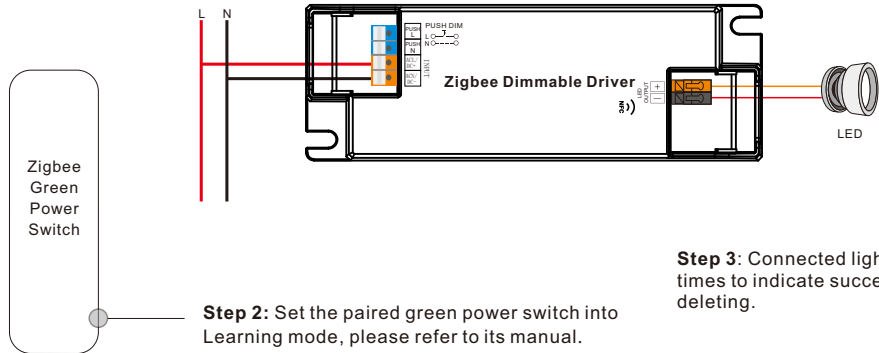 L N
PUSH DIM
PUSH
L
L
PUSH
N
N
ACL/
DC+
ACN/
DC-
INPUT
Zigbee Dimmable Driver
LED
OUTPUT
+
−
NFC
LED
Zigbee
Green
Power
Switch
Step 2: Set the paired green power switch into
Learning mode, please refer to its manual.
Step 3: Connected ligh
times to indicate succe
deleting.